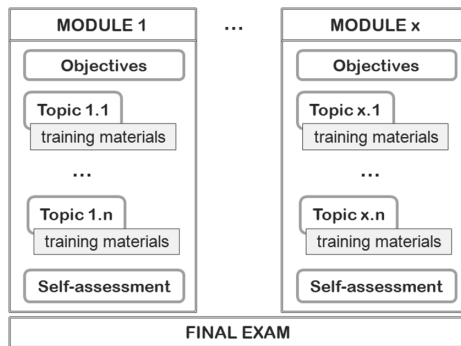 MODULE 1
Objectives
Topic 1.1
training materials
...
Topic 1.n
training materials
Self-assessment
...
MODULE x
Objectives
Topic x.1
training materials
...
Topic x.n
training materials
Self-assessment
FINAL EXAM